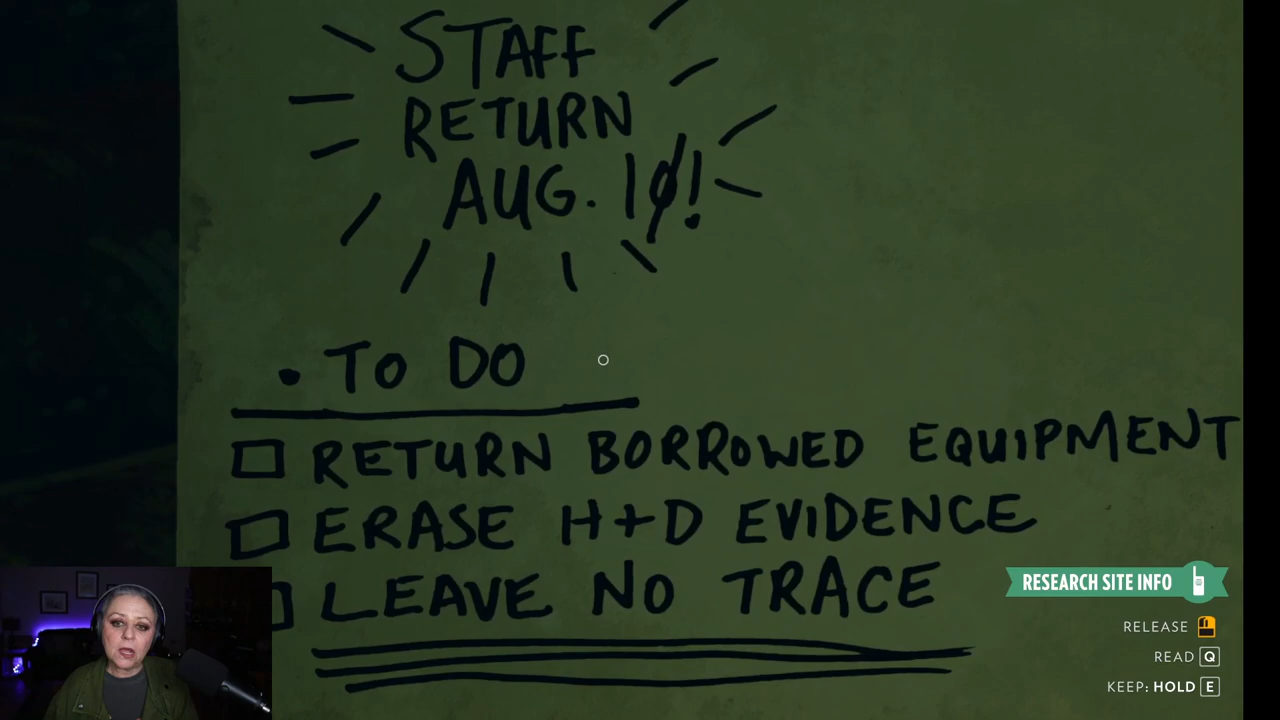 STAFF
RETURN
AUG. 10!
• TO DO
RETURN BORROWED EQUIPMENT
ERASE H+D EVIDENCE
LEAVE NO TRACE
RESEARCH SITE INFO
RELEASE
READ Q
KEEP: HOLD E